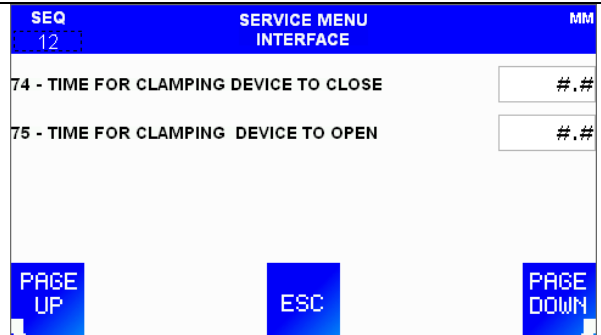 SEQ
12
SERVICE MENU
INTERFACE
MM
74 - TIME FOR CLAMPING DEVICE TO CLOSE #.#
75 - TIME FOR CLAMPING DEVICE TO OPEN #.#
PAGE
UP
ESC
PAGE
DOWN